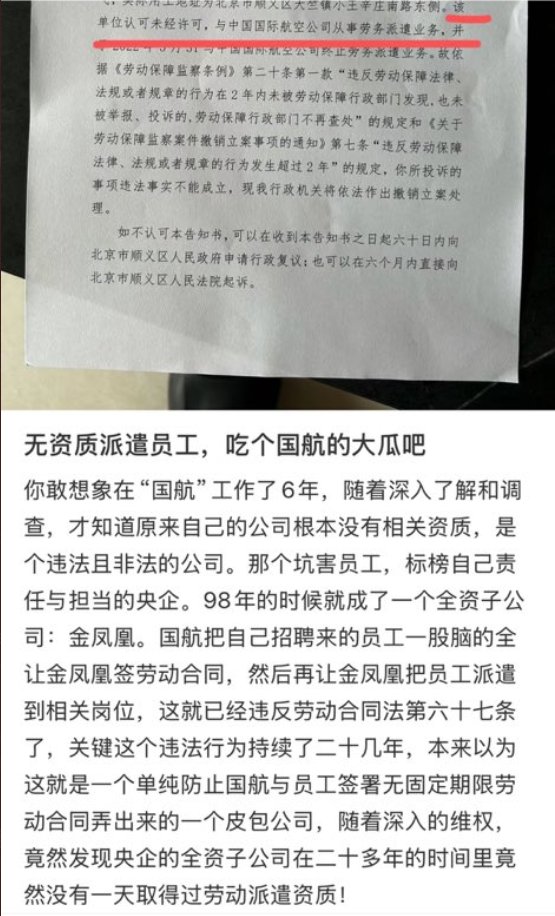 ，实际用工地址为北京市顺义区天竺镇小王辛庄南路东侧。该
单位认可未经许可，与中国国际航空公司从事劳务派遣业务，并
年2022年5月31与中国国际航空公司终止劳务派遣业务。故依
据《劳动保障监察条例》第二十条第一款“违反劳动保障法律、
法规或者规章的行为在2年内未被劳动保障行政部门发现，也未
被举报、投诉的，劳动保障行政部门不再查处”的规定和《关于
劳动保障监察案件撤销立案事项的通知》第七条“违反劳动保障
法律、法规或者规章的行为发生超过2年”的规定，你所投诉的
事项违法事实不能成立，现我行政机关将依法作出撤销立案处
理。
如不认可本告知书，可以在收到本告知书之日起六十日内向
北京市顺义区人民政府申请行政复议；也可以在六个月内直接向
北京市顺义区人民法院起诉。
无资质派遣员工，吃个国航的大瓜吧
你敢想象在“国航”工作了6年，随着深入了解和调
查，才知道原来自己的公司根本没有相关资质，是
个违法且非法的公司。那个坑害员工，标榜自己责
任与担当的央企。98年的时候就成了一个全资子公
司：金凤凰。国航把自己招聘来的员工一股脑的全
让金凤凰签劳动合同，然后再让金凤凰把员工派遣
到相关岗位，这就已经违反劳动合同法第六十七条
了，关键这个违法行为持续了二十几年，本来以为
这就是一个单纯防止国航与员工签署无固定期限劳
动合同弄出来的一个皮包公司，随着深入的维权，
竟然发现央企的全资子公司在二十多年的时间里竟
然没有一天取得过劳动派遣资质！